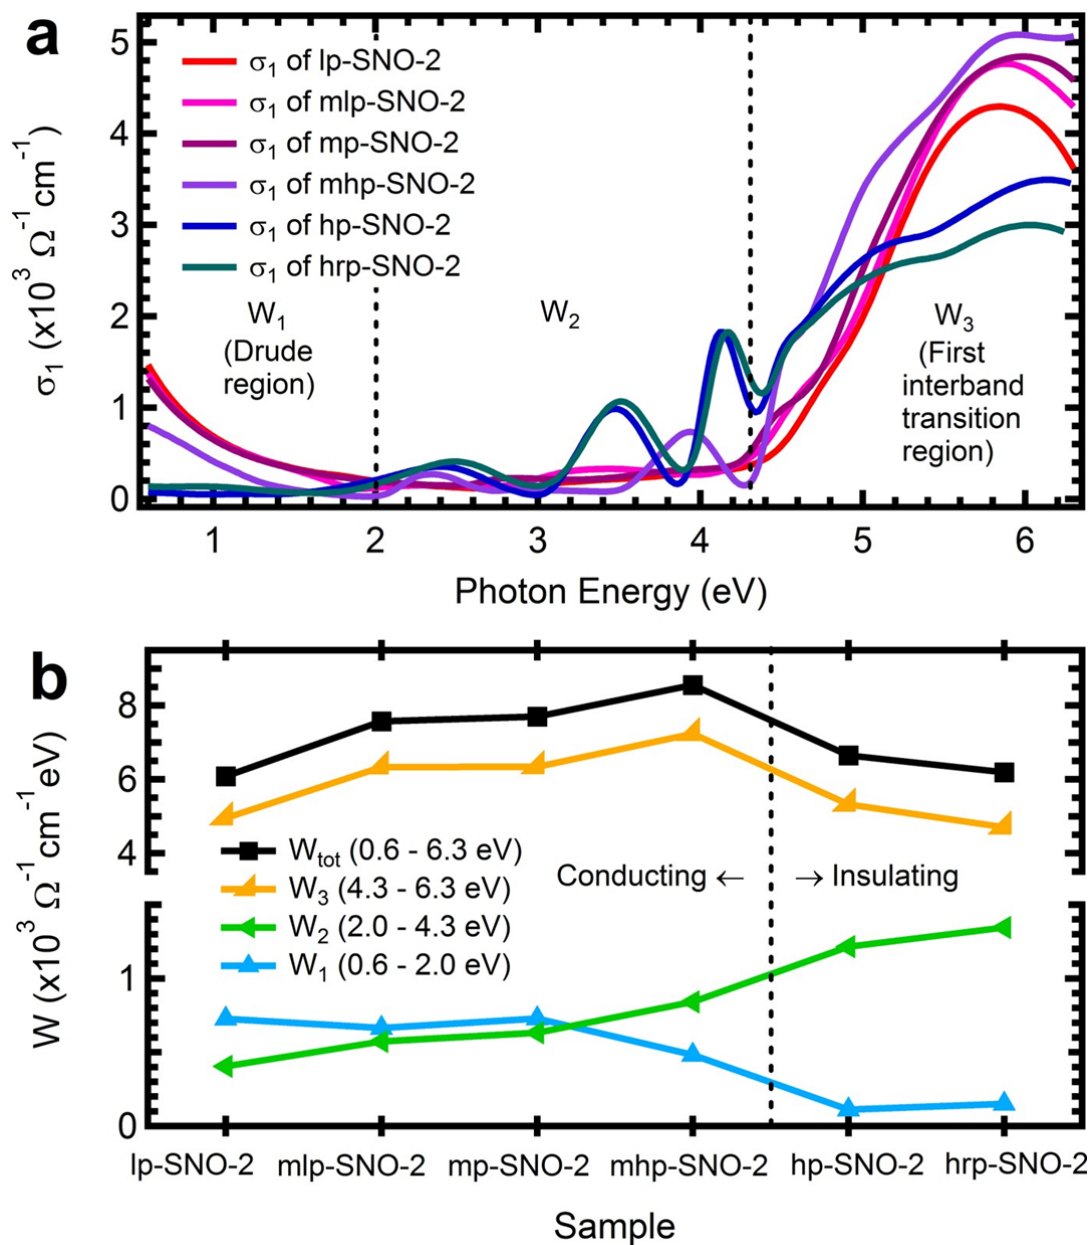 a
σ₁ (x10³ Ω⁻¹cm⁻¹)
5
4
3
2
1
0
σ₁ of lp-SNO-2
σ₁ of mlp-SNO-2
σ₁ of mp-SNO-2
σ₁ of mhp-SNO-2
σ₁ of hp-SNO-2
σ₁ of hrp-SNO-2
W₁
(Drude
region)
W₂
W₃
(First
interband
transition
region)
1 2 3 4 5 6
Photon Energy (eV)
b
W (x10³ Ω⁻¹ cm⁻¹ eV)
8
6
4
1
0
W_tot (0.6 - 6.3 eV)
W₃ (4.3 - 6.3 eV)
W₂ (2.0 - 4.3 eV)
W₁ (0.6 - 2.0 eV)
Conducting ← → Insulating
lp-SNO-2 mlp-SNO-2 mp-SNO-2 mhp-SNO-2 hp-SNO-2 hrp-SNO-2
Sample